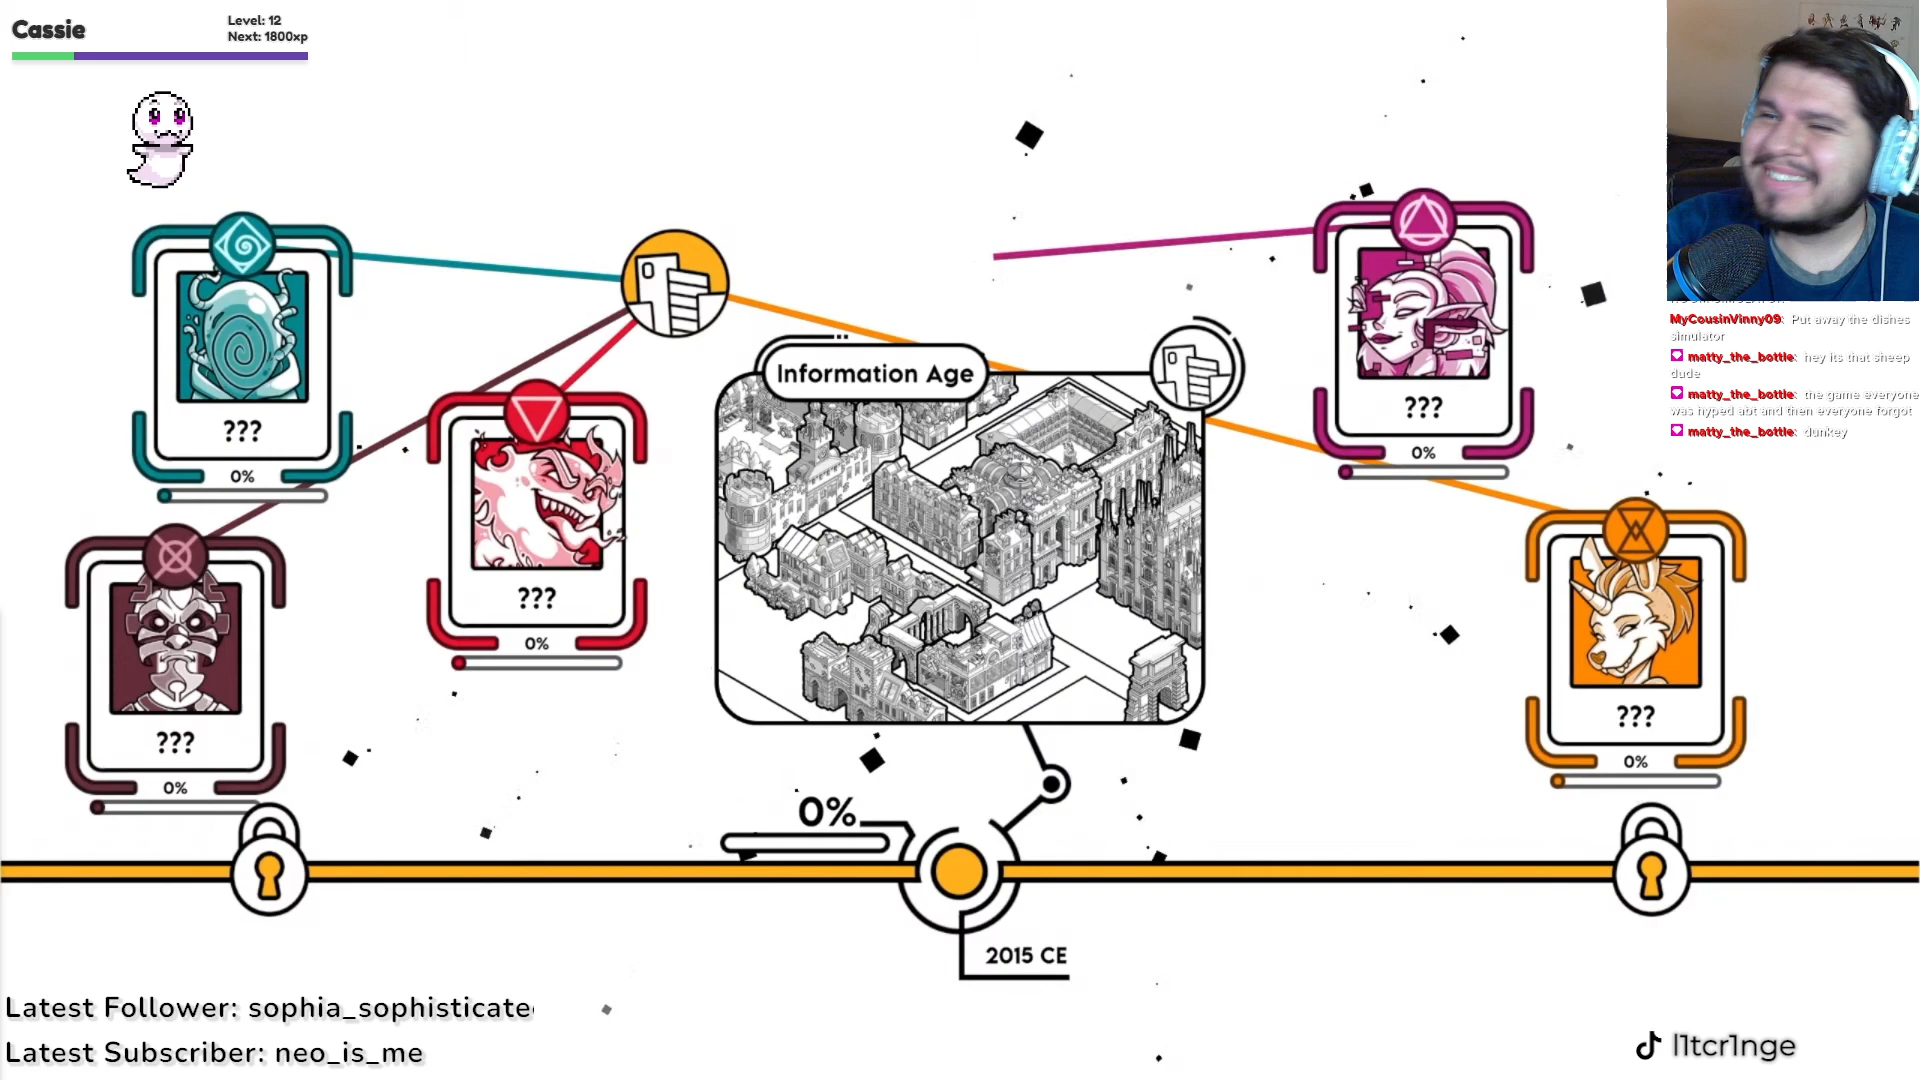 Cassie
Level: 12
Next: 1800xp
???
0%
???
0%
???
0%
Information Age
???
0%
???
0%
MyCousinVinny09: Put away the dishes
simulator
matty_the_bottle: hey its that sheep
dude
matty_the_bottle: the game everyone
was hyped abt and then everyone forgot
matty_the_bottle: dunkey
0%
2015 CE
Latest Follower: sophia_sophisticate
Latest Subscriber: neo_is_me
l1tcr1nge